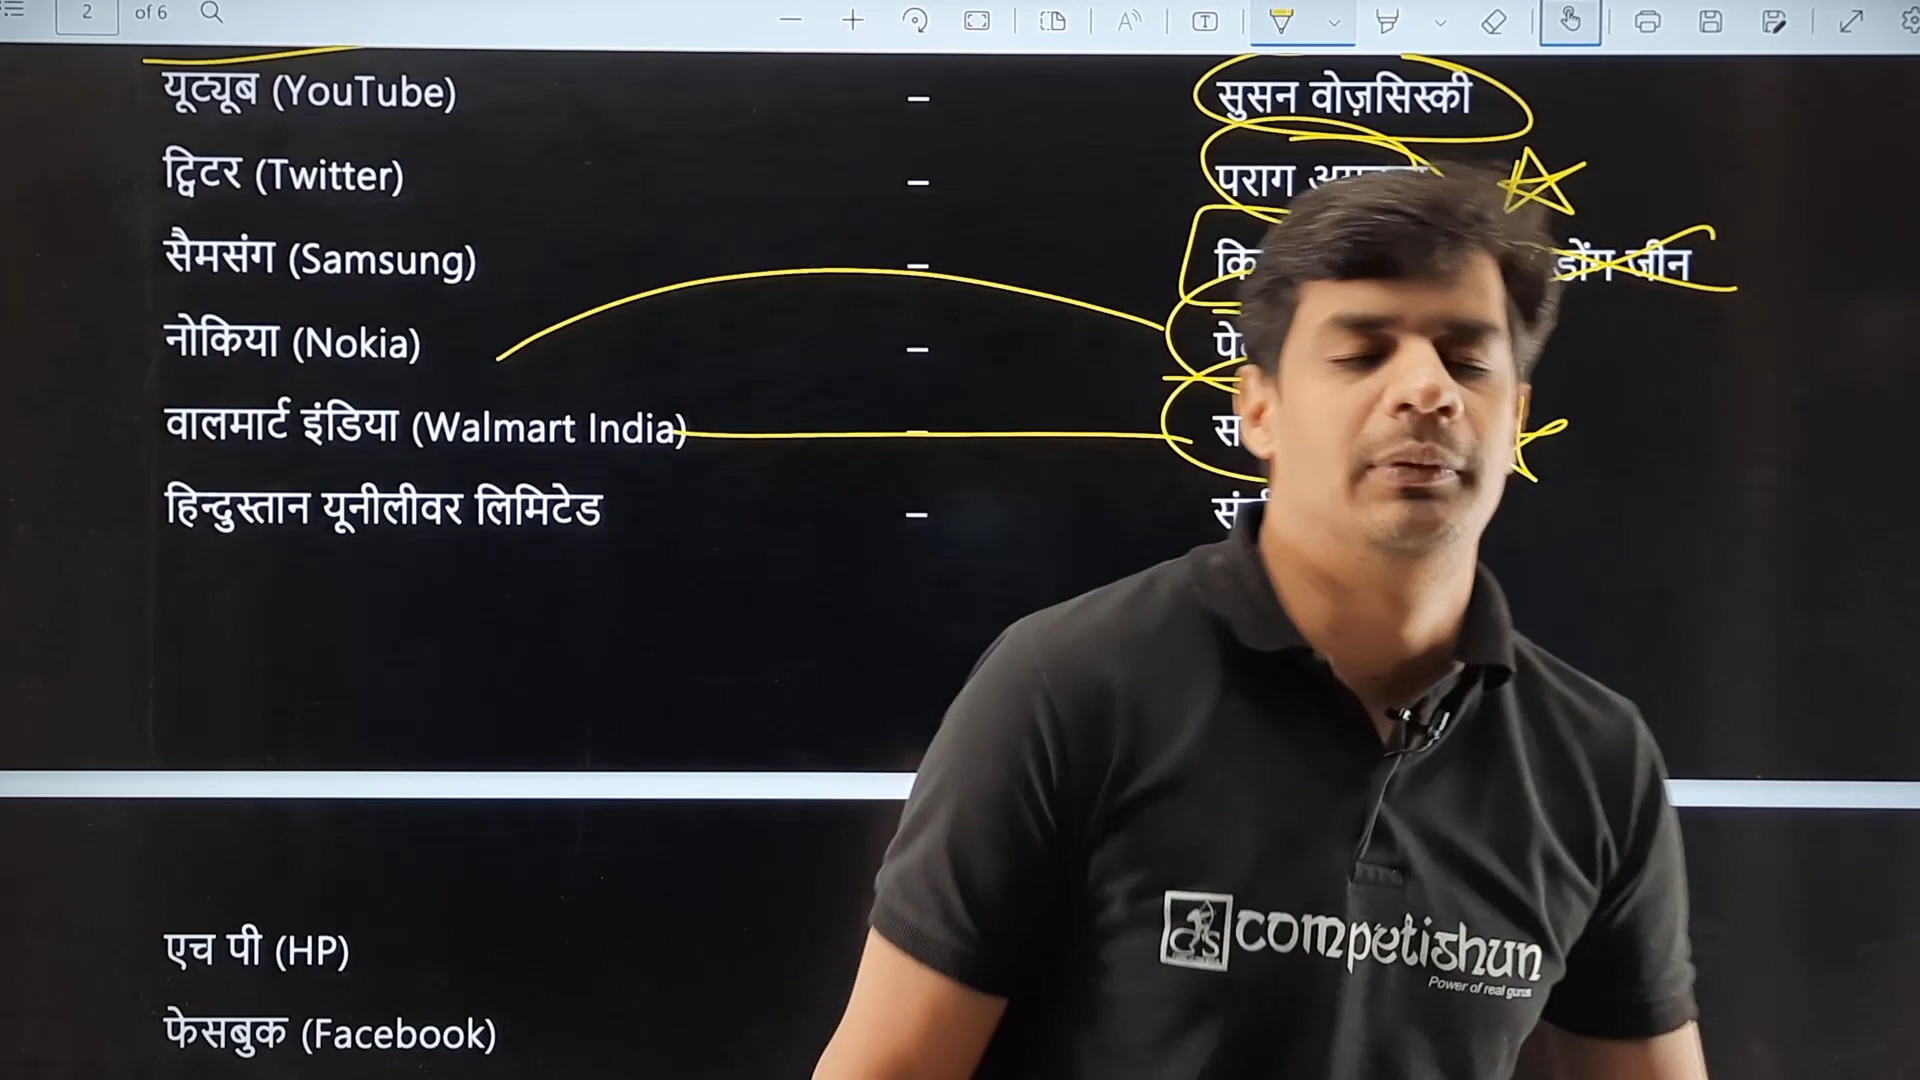 2 of 6
यूट्यूब (YouTube) – सुसन वोज़सिस्की
ट्विटर (Twitter) – पराग
सैमसंग (Samsung) – डोंग जीन
नोकिया (Nokia) –
वालमार्ट इंडिया (Walmart India) –
हिन्दुस्तान यूनीलीवर लिमिटेड –
एच पी (HP)
फेसबुक (Facebook)
competishun
Power of real gurus